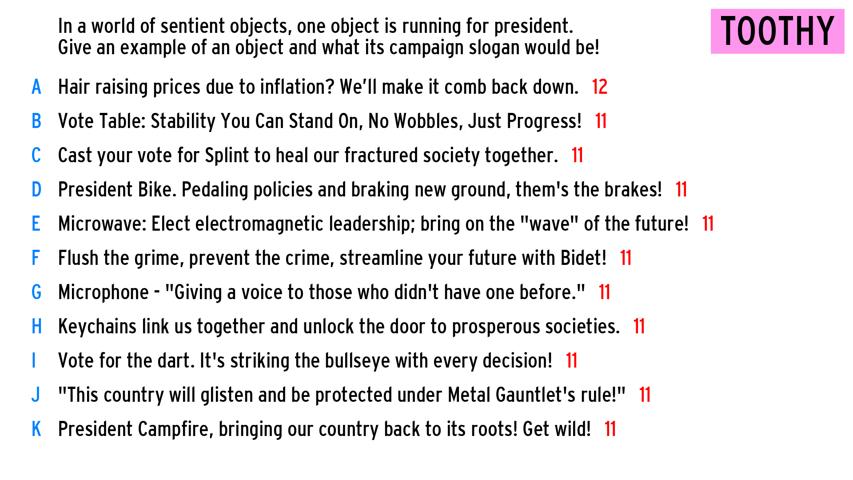 In a world of sentient objects, one object is running for president.
Give an example of an object and what its campaign slogan would be!
TOOTHY
A Hair raising prices due to inflation? We’ll make it comb back down. 12
B Vote Table: Stability You Can Stand On, No Wobbles, Just Progress! 11
C Cast your vote for Splint to heal our fractured society together. 11
D President Bike. Pedaling policies and braking new ground, them's the brakes! 11
E Microwave: Elect electromagnetic leadership; bring on the "wave" of the future! 11
F Flush the grime, prevent the crime, streamline your future with Bidet! 11
G Microphone - "Giving a voice to those who didn't have one before." 11
H Keychains link us together and unlock the door to prosperous societies. 11
I Vote for the dart. It's striking the bullseye with every decision! 11
J "This country will glisten and be protected under Metal Gauntlet's rule!" 11
K President Campfire, bringing our country back to its roots! Get wild! 11